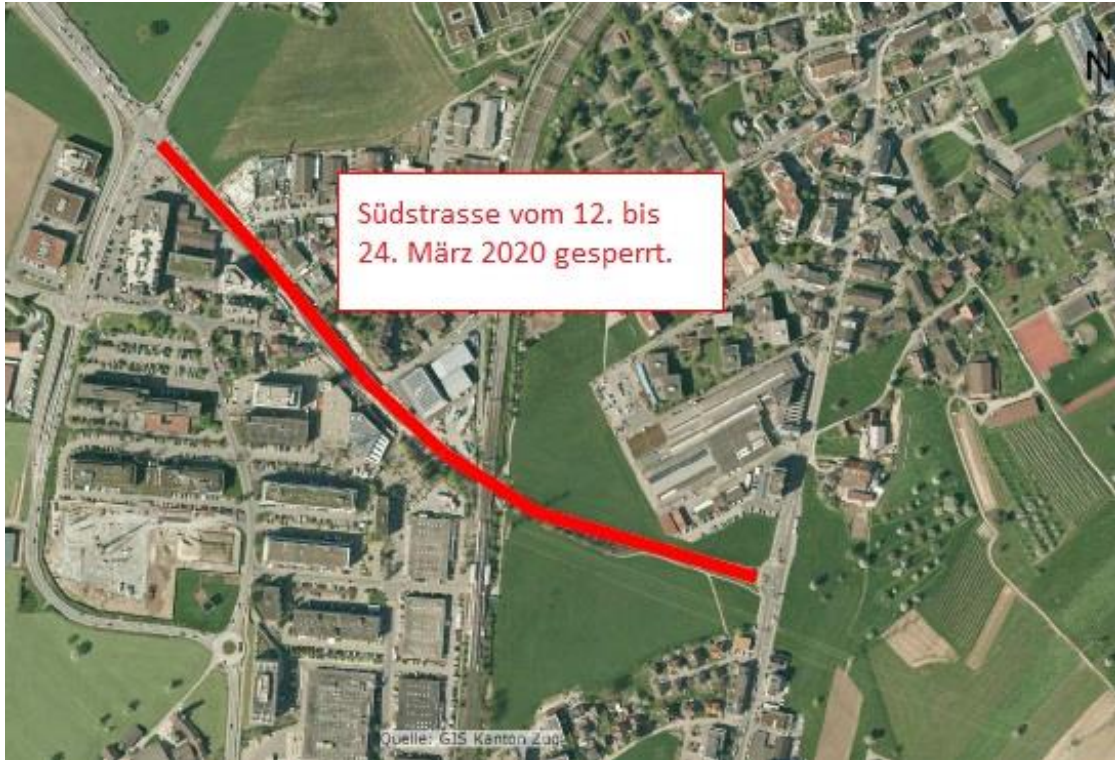 N
Südstrasse vom 12. bis
24. März 2020 gesperrt.
Quelle: GIS Kanton Zug